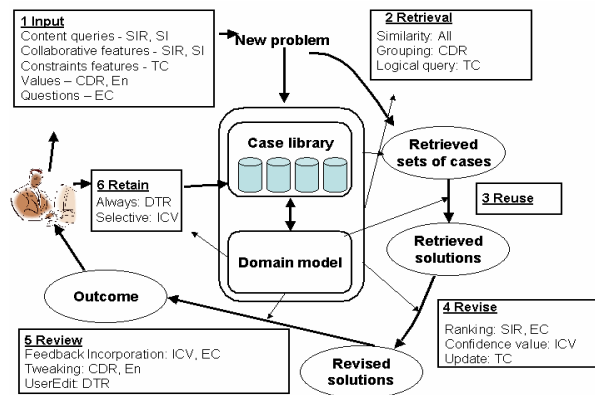 1 Input
Content queries - SIR, SI
Collaborative features - SIR, SI
Constraints features - TC
Values – CDR, En
Questions – EC
New problem
2 Retrieval
Similarity: All
Grouping: CDR
Logical query: TC
Case library
Retrieved
sets of cases
6 Retain
Always: DTR
Selective: ICV
3 Reuse
Domain model
Retrieved
solutions
Outcome
4 Revise
Ranking: SIR, EC
Confidence value: ICV
Update: TC
5 Review
Feedback Incorporation: ICV, EC
Tweaking: CDR, En
UserEdit: DTR
Revised
solutions